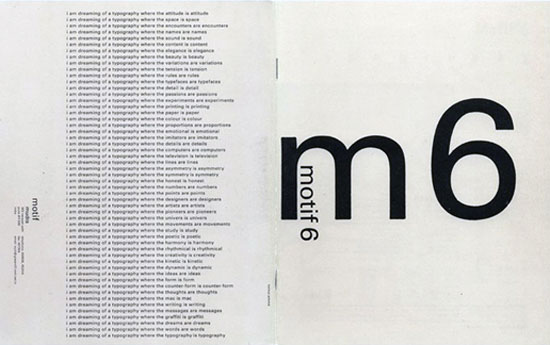 i am dreaming of a typography where the attitude is attitude
i am dreaming of a typography where the space is space
i am dreaming of a typography where the encounters are encounters
i am dreaming of a typography where the names are names
i am dreaming of a typography where the sound is sound
i am dreaming of a typography where the content is content
i am dreaming of a typography where the elegance is elegance
i am dreaming of a typography where the beauty is beauty
i am dreaming of a typography where the variations are variations
i am dreaming of a typography where the tension is tension
i am dreaming of a typography where the rules are rules
i am dreaming of a typography where the typefaces are typefaces
i am dreaming of a typography where the detail is detail
i am dreaming of a typography where the passions are passions
i am dreaming of a typography where the experiments are experiments
i am dreaming of a typography where the printing is printing
i am dreaming of a typography where the paper is paper
i am dreaming of a typography where the colour is colour
i am dreaming of a typography where the proportions are proportions
i am dreaming of a typography where the emotional is emotional
i am dreaming of a typography where the imitators are imitators
i am dreaming of a typography where the details are details
i am dreaming of a typography where the computers are computers
i am dreaming of a typography where the television is television
i am dreaming of a typography where the lines are lines
i am dreaming of a typography where the asymmetry is asymmetry
i am dreaming of a typography where the symmetry is symmetry
i am dreaming of a typography where the honest is honest
i am dreaming of a typography where the numbers are numbers
i am dreaming of a typography where the points are points
i am dreaming of a typography where the designers are designers
i am dreaming of a typography where the artists are artists
i am dreaming of a typography where the pioneers are pioneers
i am dreaming of a typography where the univers is univers
i am dreaming of a typography where the movements are movements
i am dreaming of a typography where the study is study
i am dreaming of a typography where the poetic is poetic
i am dreaming of a typography where the harmony is harmony
i am dreaming of a typography where the rhythmical is rhythmical
i am dreaming of a typography where the creativity is creativity
i am dreaming of a typography where the kinetic is kinetic
i am dreaming of a typography where the dynamic is dynamic
i am dreaming of a typography where the ideas are ideas
i am dreaming of a typography where the form is form
i am dreaming of a typography where the counter-form is counter-form
i am dreaming of a typography where the thoughts are thoughts
i am dreaming of a typography where the mac is mac
i am dreaming of a typography where the writing is writing
i am dreaming of a typography where the messages are messages
i am dreaming of a typography where the graffiti is graffiti
i am dreaming of a typography where the dreams are dreams
i am dreaming of a typography where the words are words
i am dreaming of a typography where the typography is typography
motif
m6
motif 6